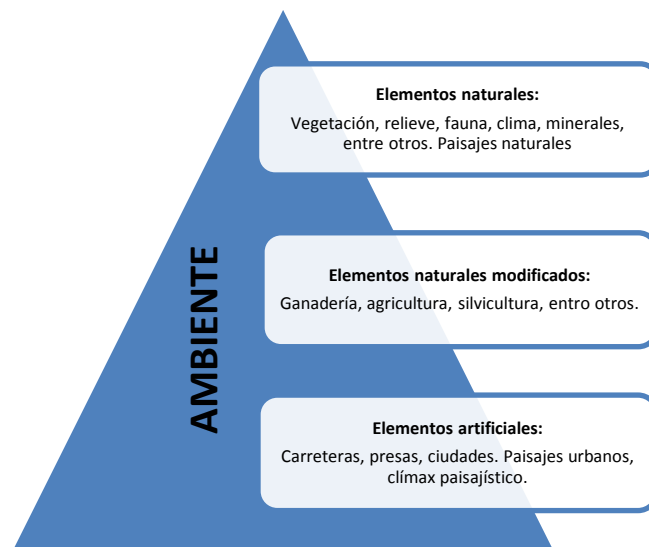 AMBIENTE
Elementos naturales:
Vegetación, relieve, fauna, clima, minerales,
entre otros. Paisajes naturales
Elementos naturales modificados:
Ganadería, agricultura, silvicultura, entro otros.
Elementos artificiales:
Carreteras, presas, ciudades. Paisajes urbanos,
clímax paisajístico.